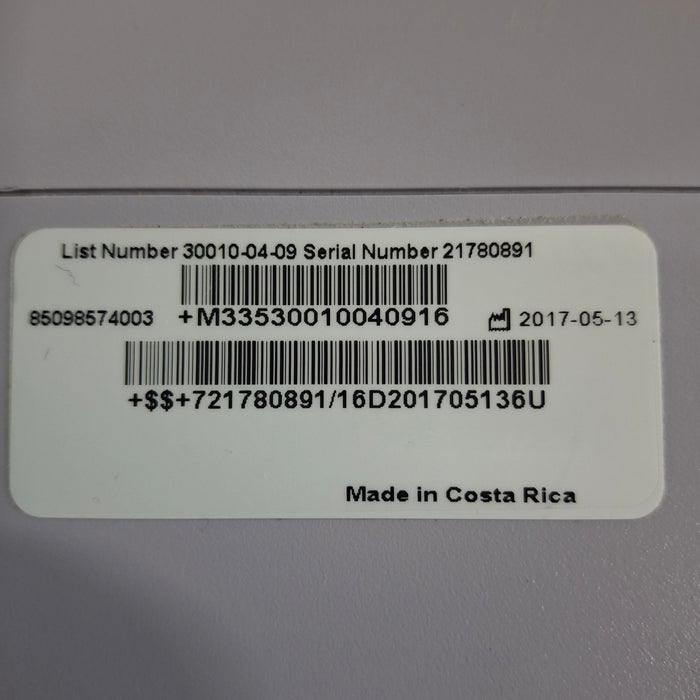 List Number 30010-04-09 Serial Number 21780891
85098574003 +M33530010040916 2017-05-13
+$$+721780891/16D201705136U
Made in Costa Rica